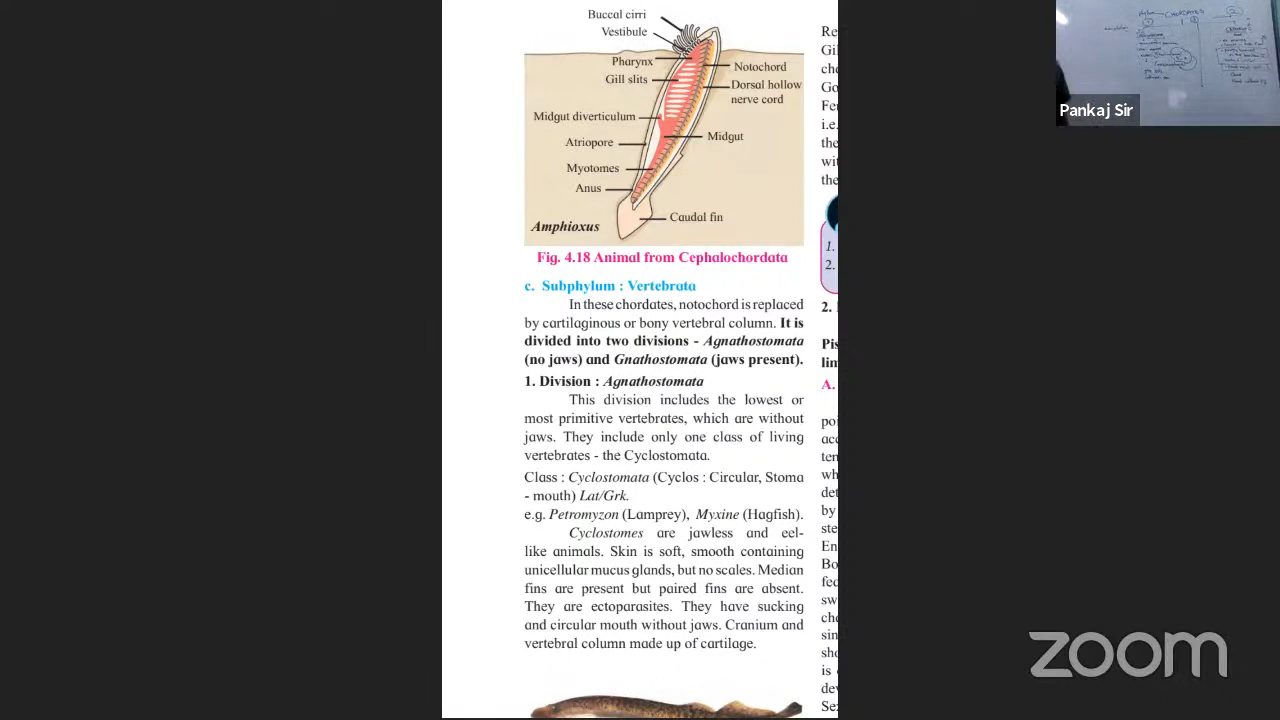 Buccal cirri
Vestibule
Pharynx
Gill slits
Midgut diverticulum
Atriopore
Myotomes
Anus
Notochord
Dorsal hollow
nerve cord
Midgut
Caudal fin
Amphioxus
Fig. 4.18 Animal from Cephalochordata
c. Subphylum : Vertebrata
In these chordates, notochord is replaced
by cartilaginous or bony vertebral column. It is
divided into two divisions - Agnathostomata
(no jaws) and Gnathostomata (jaws present).
1. Division : Agnathostomata
This division includes the lowest or
most primitive vertebrates, which are without
jaws. They include only one class of living
vertebrates - the Cyclostomata.
Class : Cyclostomata (Cyclos : Circular, Stoma
- mouth) Lat/Grk.
e.g. Petromyzon (Lamprey), Myxine (Hagfish).
Cyclostomes are jawless and eel-
like animals. Skin is soft, smooth containing
unicellular mucus glands, but no scales. Median
fins are present but paired fins are absent.
They are ectoparasites. They have sucking
and circular mouth without jaws. Cranium and
vertebral column made up of cartilage.
1.
2.
2.
A.
CHORDATES
Pankaj Sir
zoom